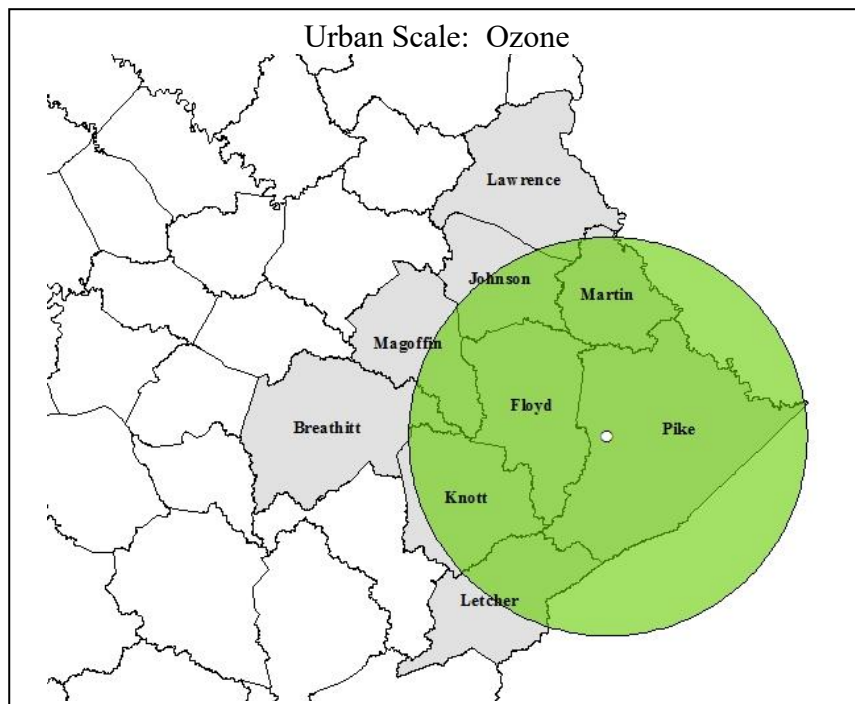 Urban Scale: Ozone
Lawrence
Johnson
Martin
Magoffin
Floyd
Breathitt
Pike
Knott
Letcher